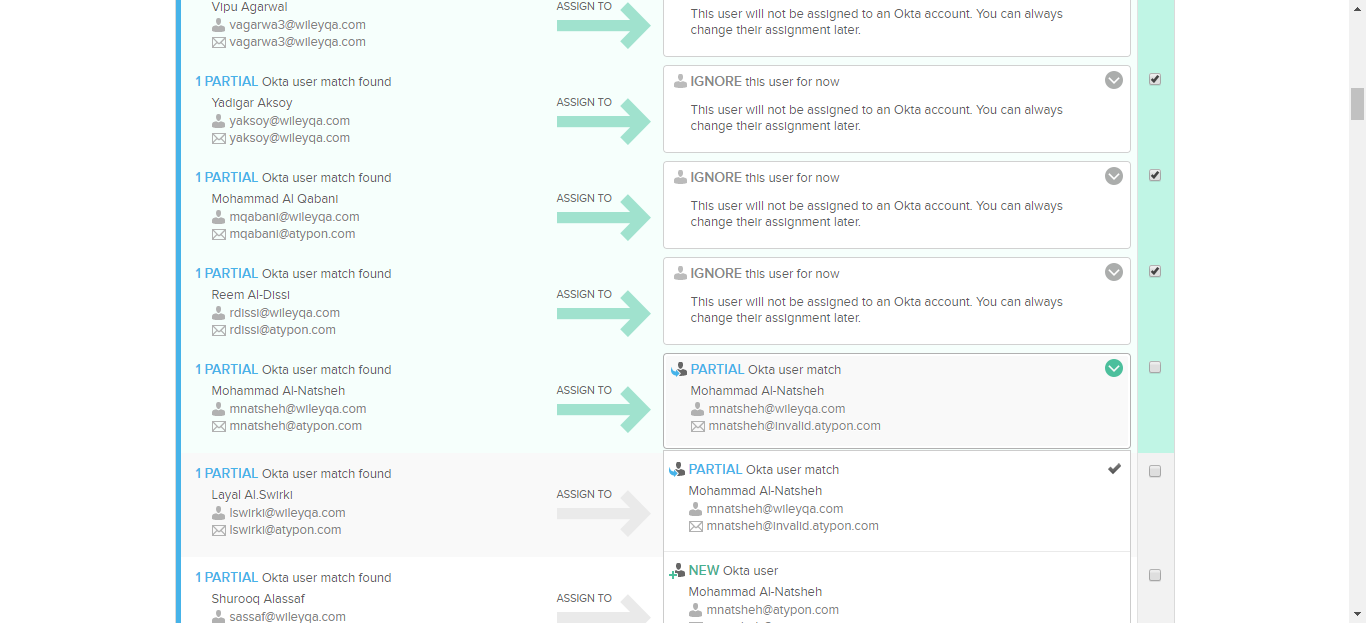 Vipu Agarwal
vagarwa3@wileyqa.com
vagarwa3@wileyqa.com
ASSIGN TO
This user will not be assigned to an Okta account. You can always
change their assignment later.
1 PARTIAL Okta user match found
Yadigar Aksoy
yaksoy@wileyqa.com
yaksoy@wileyqa.com
ASSIGN TO
IGNORE this user for now
This user will not be assigned to an Okta account. You can always
change their assignment later.
1 PARTIAL Okta user match found
Mohammad Al Qabani
mqabani@wileyqa.com
mqabani@atypon.com
ASSIGN TO
IGNORE this user for now
This user will not be assigned to an Okta account. You can always
change their assignment later.
1 PARTIAL Okta user match found
Reem Al-Dissi
rdissi@wileyqa.com
rdissi@atypon.com
ASSIGN TO
IGNORE this user for now
This user will not be assigned to an Okta account. You can always
change their assignment later.
1 PARTIAL Okta user match found
Mohammad Al-Natsheh
mnatsheh@wileyqa.com
mnatsheh@atypon.com
ASSIGN TO
PARTIAL Okta user match
Mohammad Al-Natsheh
mnatsheh@wileyqa.com
mnatsheh@invalid.atypon.com
1 PARTIAL Okta user match found
Layal Al.Swirki
lswirki@wileyqa.com
lswirki@atypon.com
ASSIGN TO
PARTIAL Okta user match
Mohammad Al-Natsheh
mnatsheh@wileyqa.com
mnatsheh@invalid.atypon.com
1 PARTIAL Okta user match found
Shurooq Alassaf
sassaf@wileyqa.com
ASSIGN TO
NEW Okta user
Mohammad Al-Natsheh
mnatsheh@atypon.com